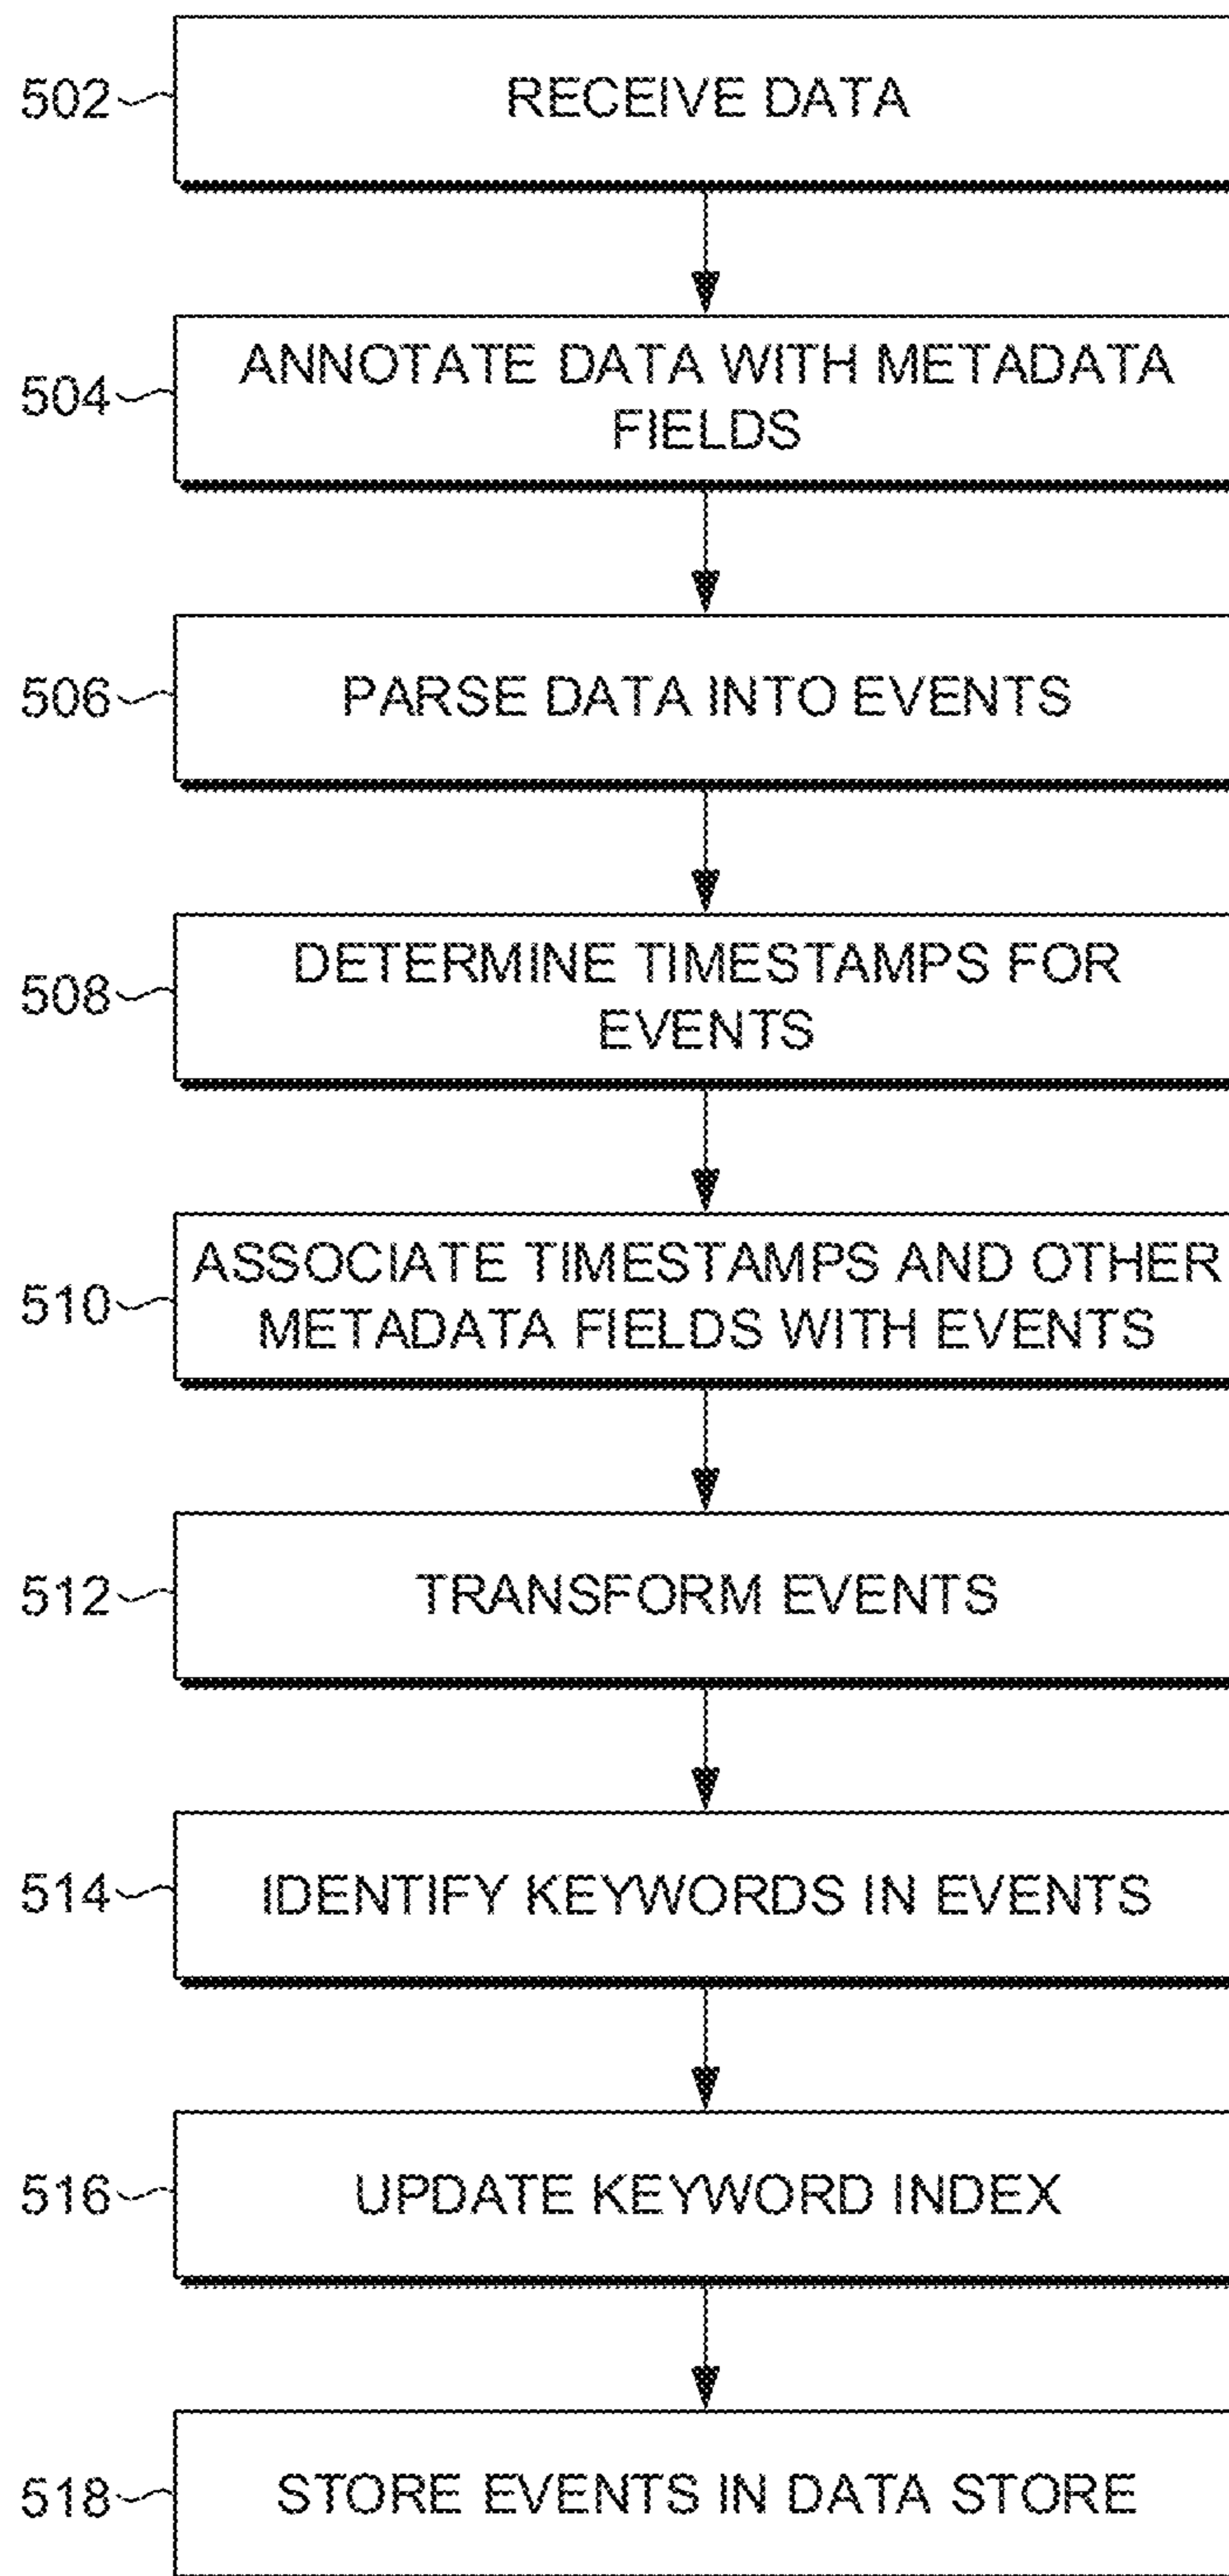 502
RECEIVE DATA
504
ANNOTATE DATA WITH METADATA
FIELDS
506
PARSE DATA INTO EVENTS
508
DETERMINE TIMESTAMPS FOR
EVENTS
510
ASSOCIATE TIMESTAMPS AND OTHER
METADATA FIELDS WITH EVENTS
512
TRANSFORM EVENTS
514
IDENTIFY KEYWORDS IN EVENTS
516
UPDATE KEYWORD INDEX
518
STORE EVENTS IN DATA STORE